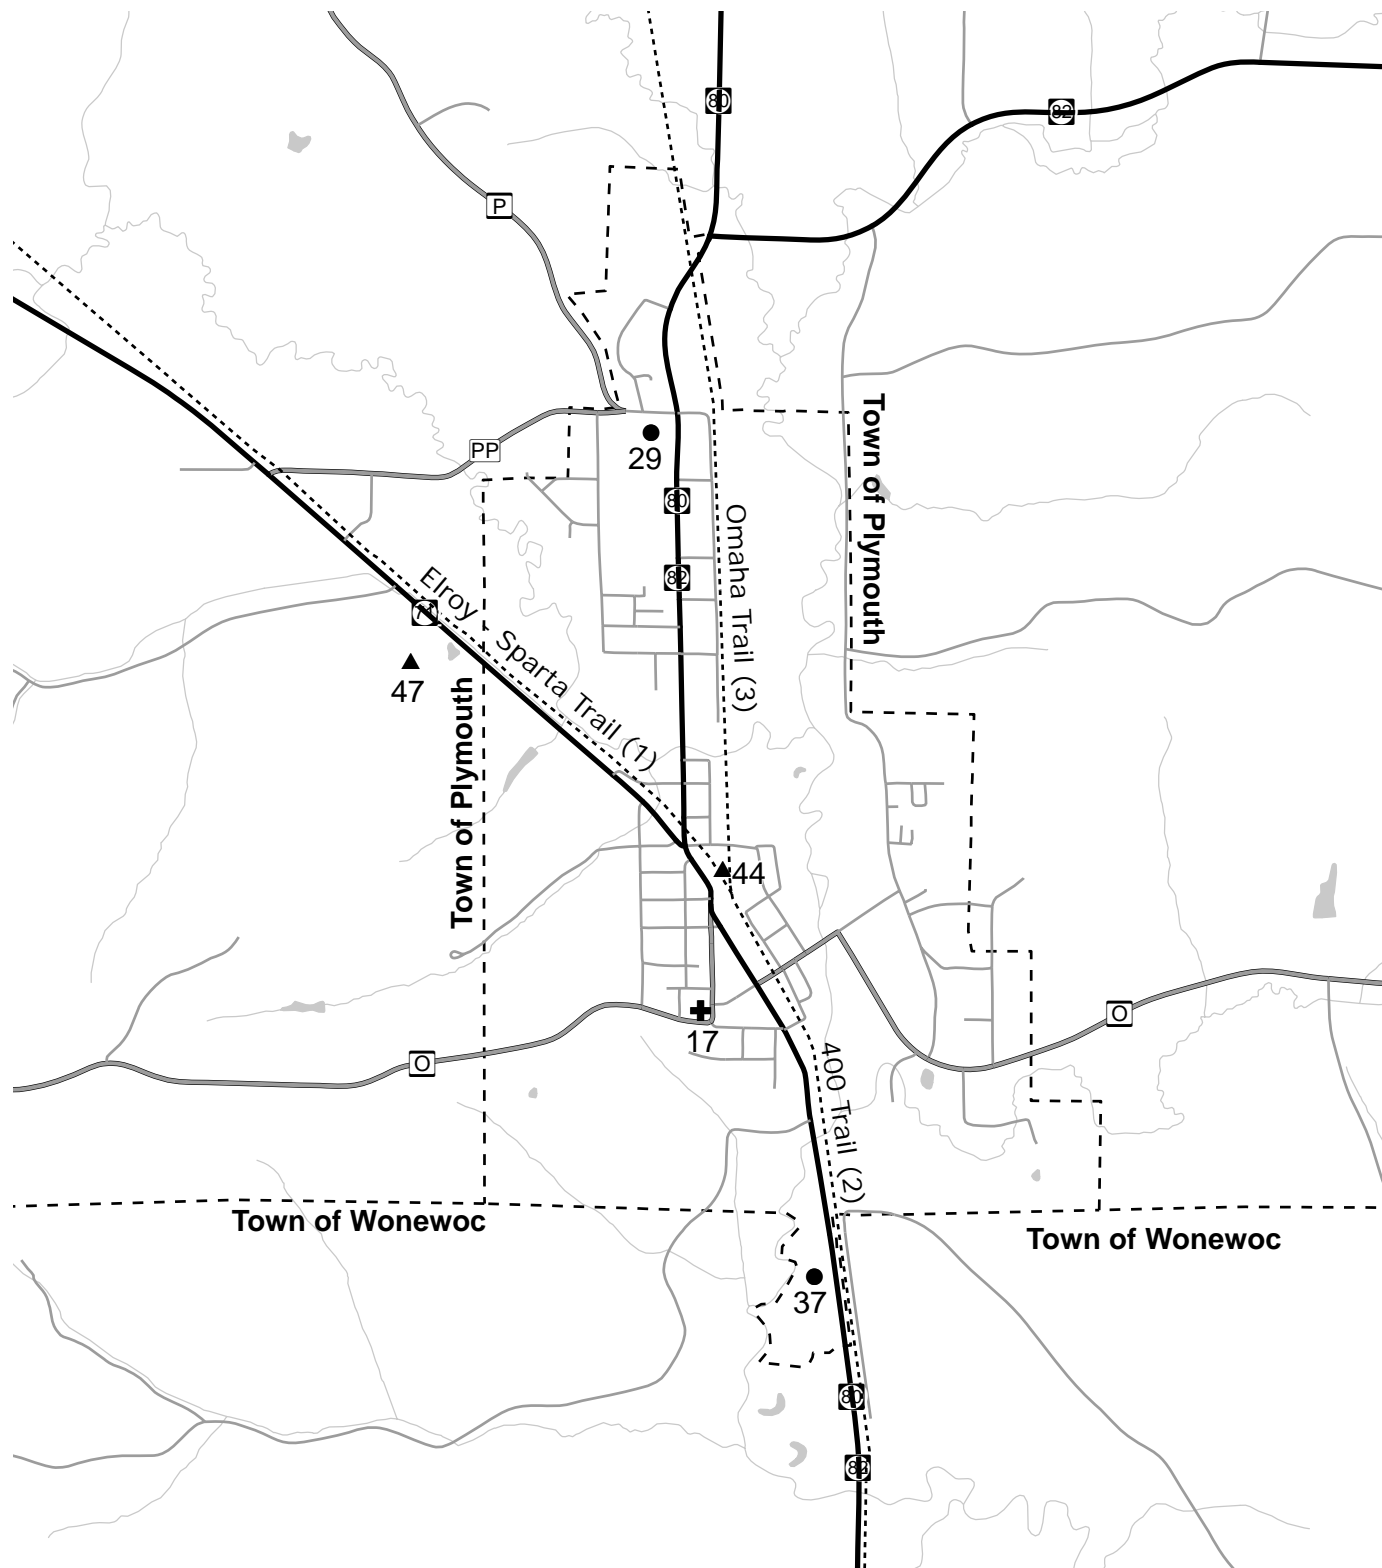 80
82
P
PP
29
80
Town of Plymouth
Omaha Trail (3)
82
Elroy - Sparta Trail (1)
71
47
Town of Plymouth
44
17
O
O
400 Trail (2)
Town of Wonewoc
Town of Wonewoc
37
80
82